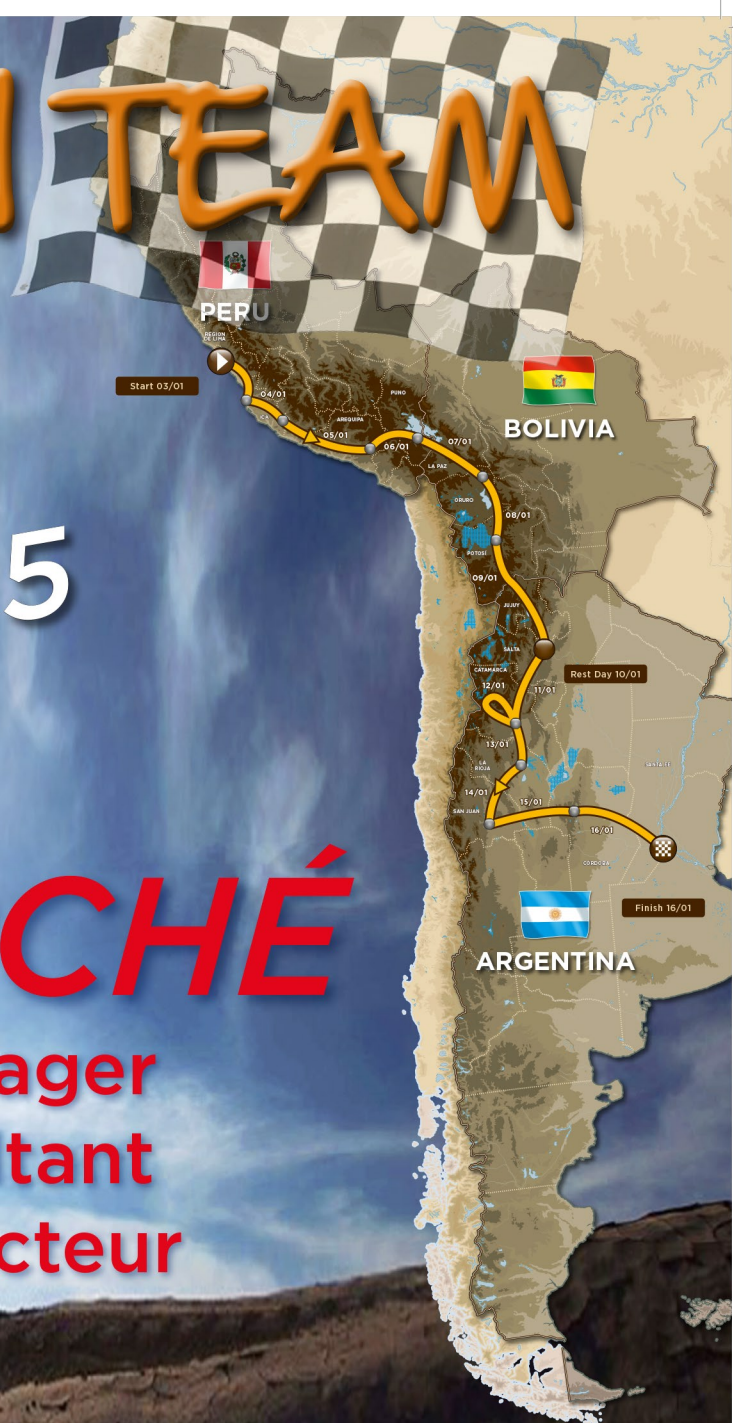 TEAM
PERU
REGION
DE LIMA
Start 03/01
04/01
ICA
AREQUIPA
PUNO
05/01
06/01
07/01
BOLIVIA
LA PAZ
ORURO
08/01
POTOSÍ
09/01
5
JUJUY
SALTA
Rest Day 10/01
CATAMARCA
12/01
11/01
13/01
LA
RIOJA
SANTA FE
14/01
15/01
SAN JUAN
16/01
CORDOBA
CHÉ
Finish 16/01
ARGENTINA
ager
tant
cteur